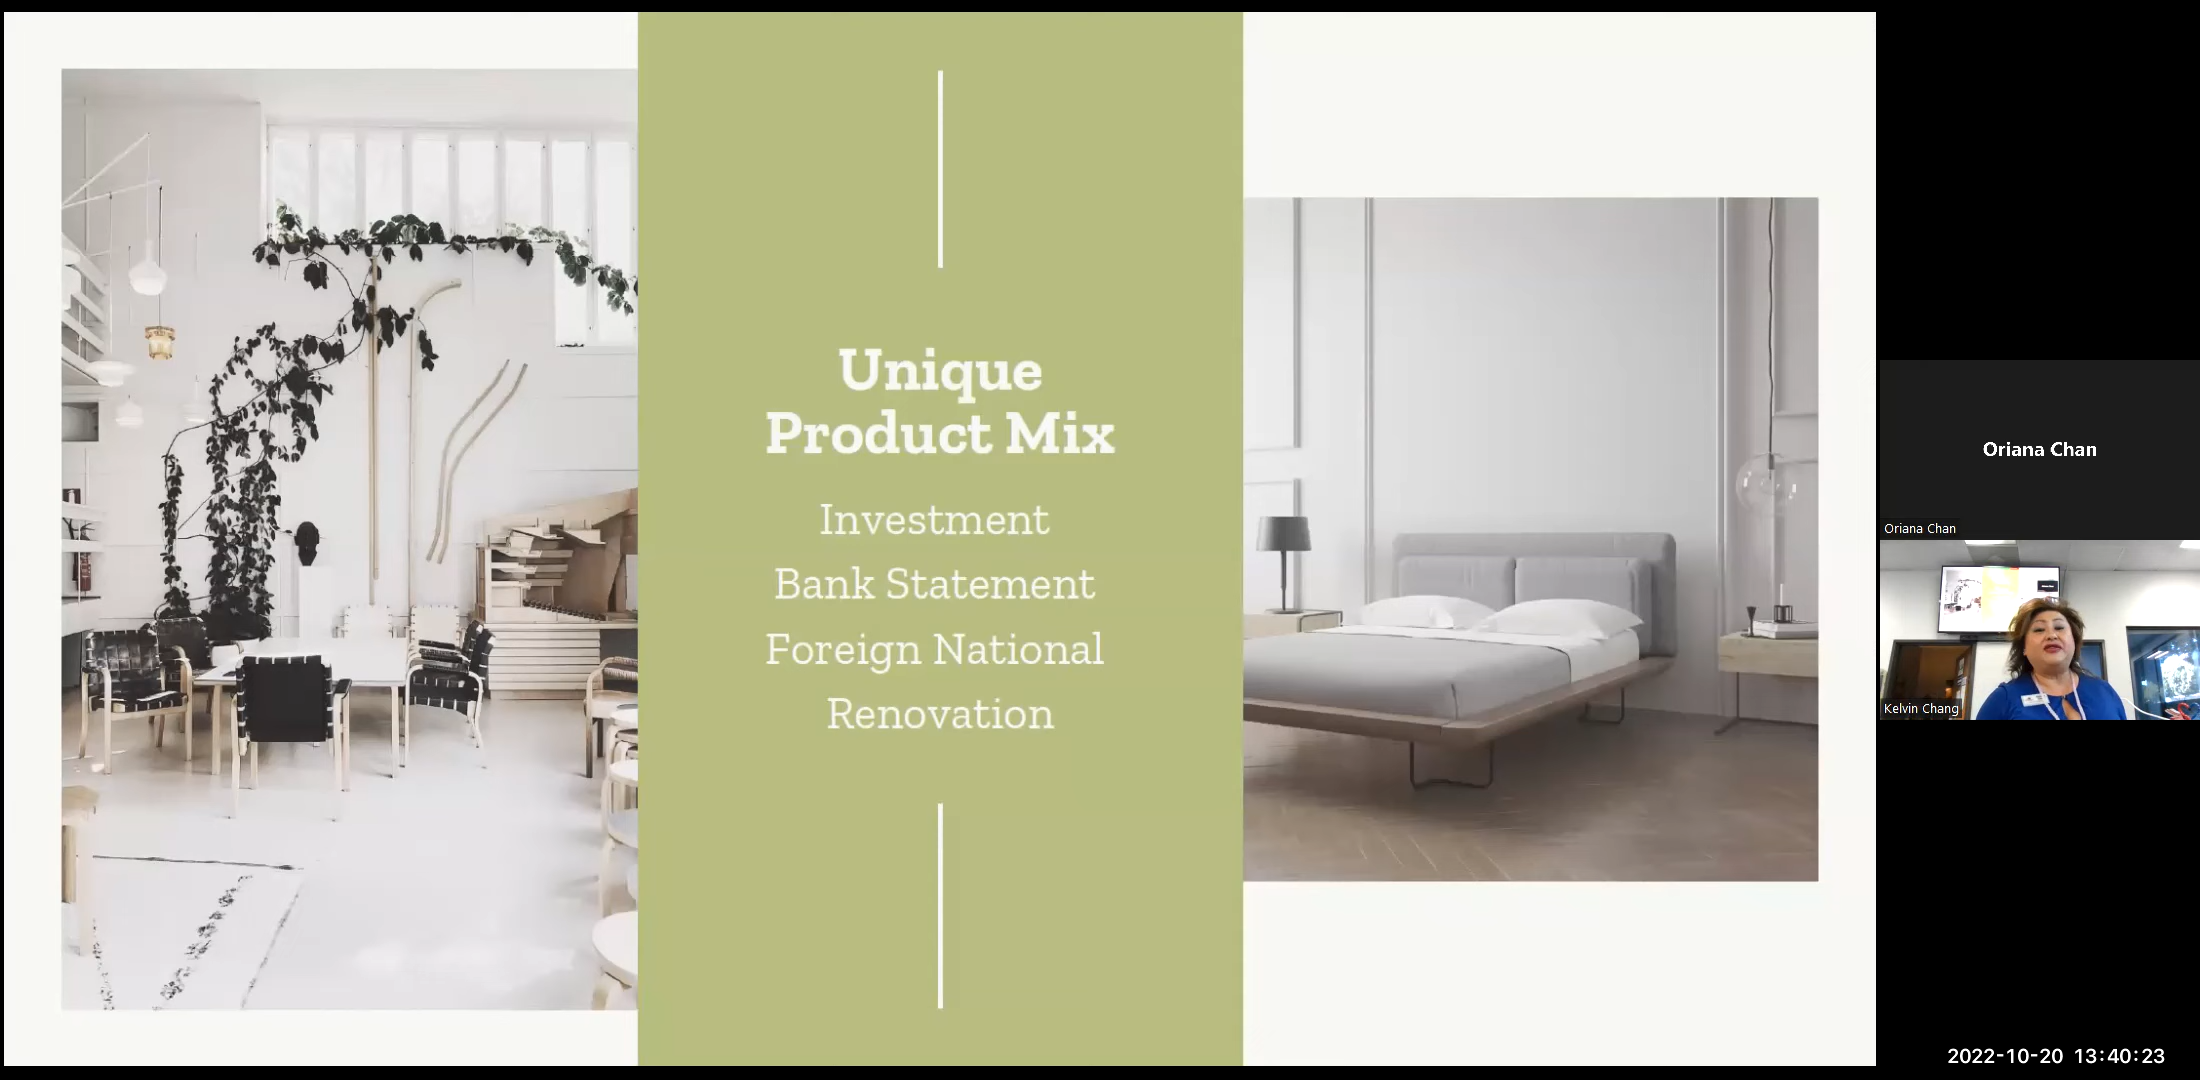 Unique
Product Mix
Investment
Bank Statement
Foreign National
Renovation
Oriana Chan
Oriana Chan
Kelvin Chang
2022-10-20 13:40:23